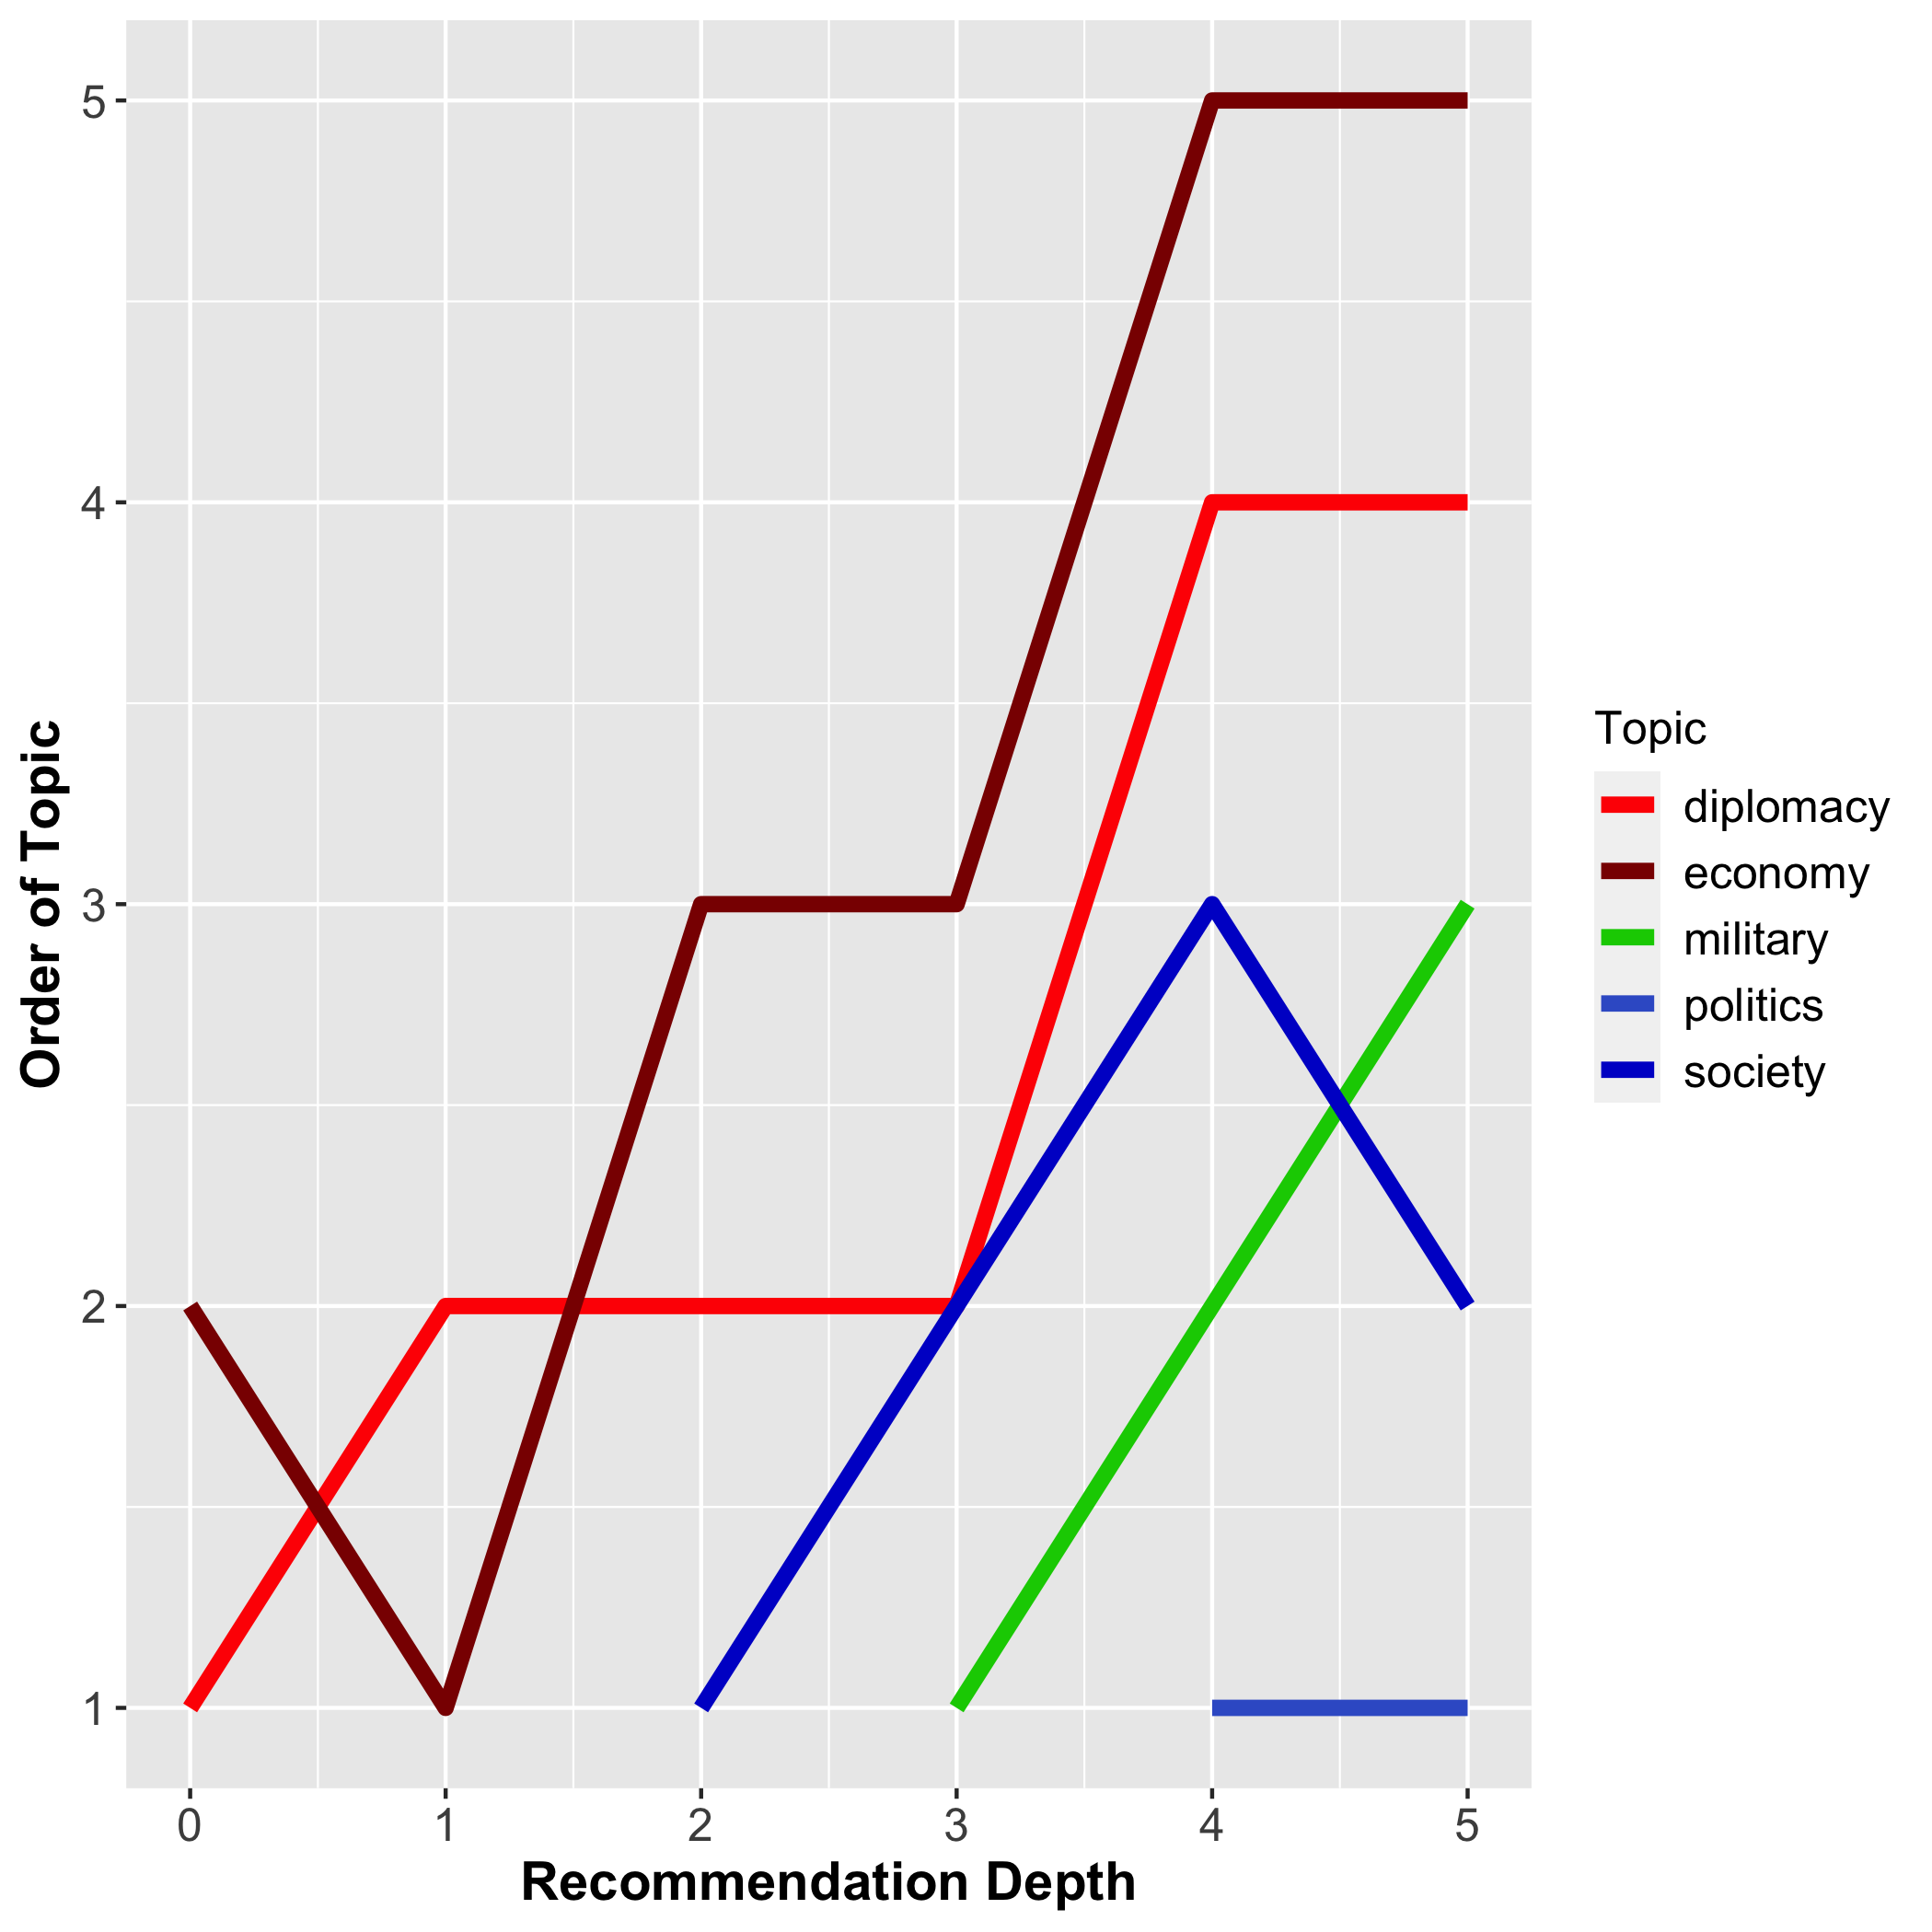 Order of Topic
5
4
3
2
1
0 1 2 3 4 5
Recommendation Depth
Topic
diplomacy
economy
military
politics
society